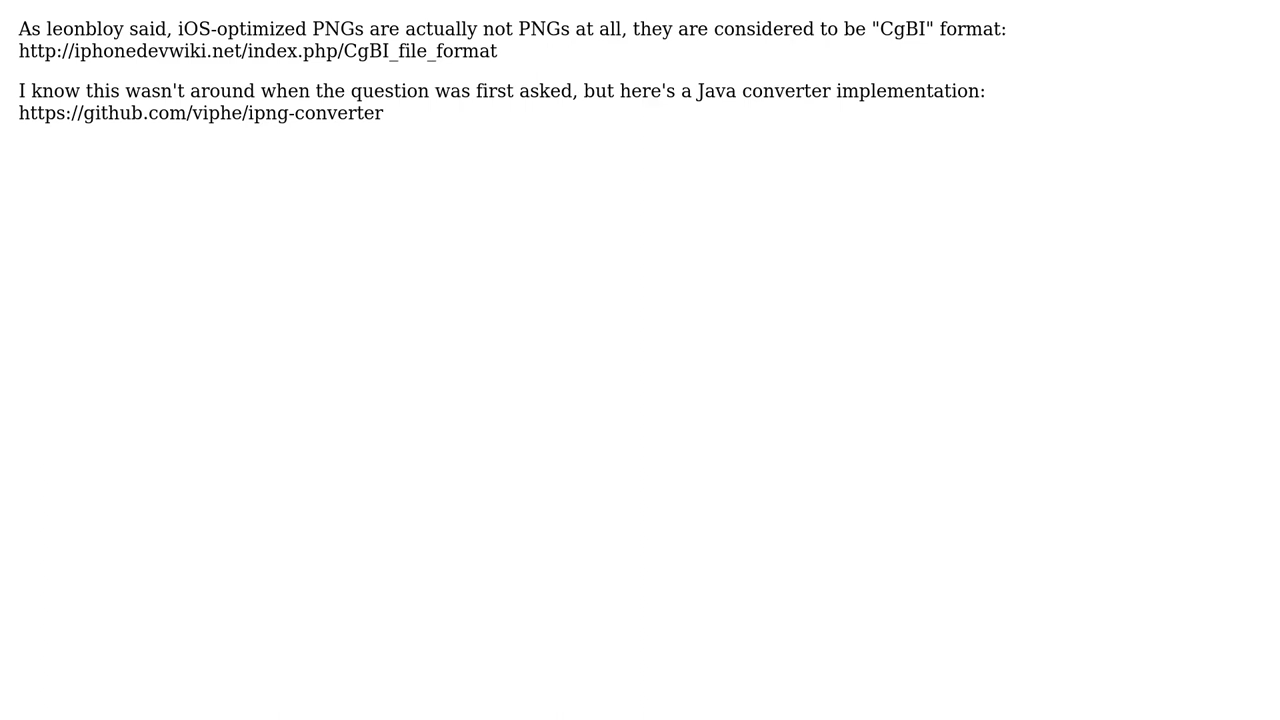 As leonbloy said, iOS-optimized PNGs are actually not PNGs at all, they are considered to be "CgBI" format:
http://iphonedevwiki.net/index.php/CgBI_file_format
I know this wasn't around when the question was first asked, but here's a Java converter implementation:
https://github.com/viphe/ipng-converter